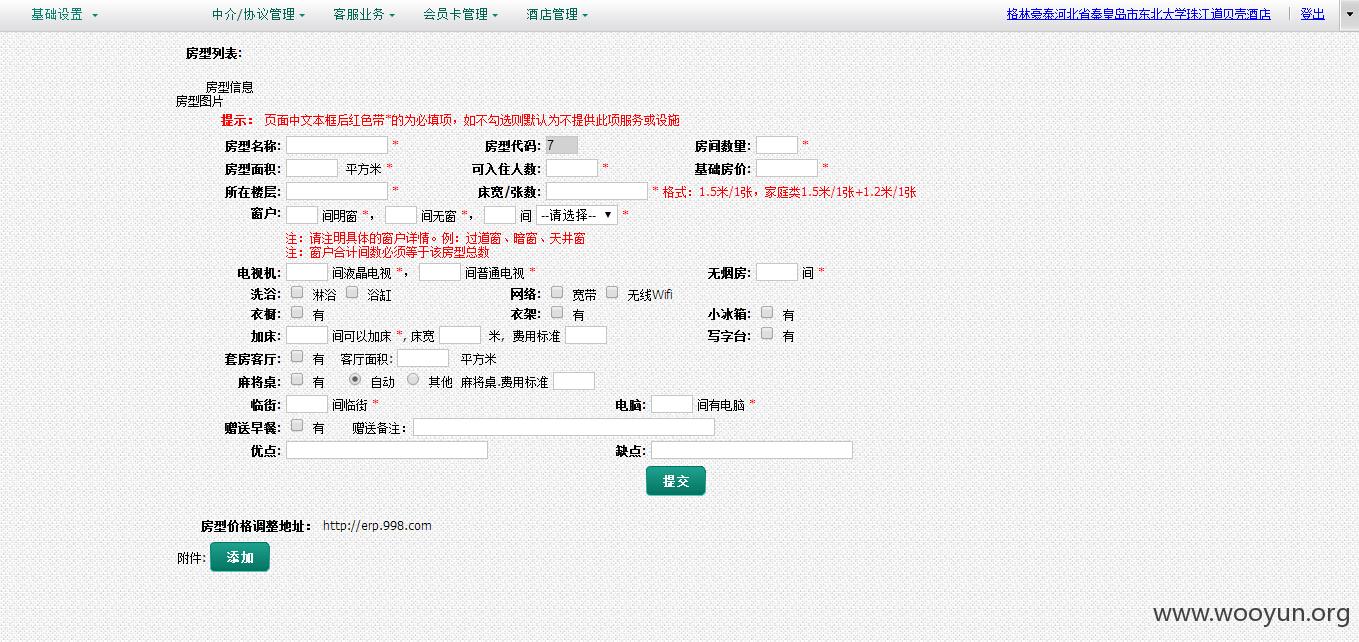 基础设置 中介/协议管理 客服业务 会员卡管理 酒店管理 格林豪泰河北省秦皇岛市东北大学珠江道贝壳酒店 登出
房型列表:
房型信息
房型图片
提示： 页面中文本框后红色带*的为必填项，如不勾选则默认为不提供此项服务或设施
房型名称: * 房型代码: 7 房间数量: *
房型面积: 平方米 * 可入住人数: * 基础房价: *
所在楼层: * 床宽/张数: * 格式：1.5米/1张，家庭类1.5米/1张+1.2米/1张
窗户: 间明窗 *， 间无窗 *， 间 --请选择-- *
注：请注明具体的窗户详情。例：过道窗、暗窗、天井窗
注：窗户合计间数必须等于该房型总数
电视机: 间液晶电视 *， 间普通电视 * 无烟房: 间 *
洗浴: 淋浴 浴缸 网络: 宽带 无线Wifi
衣橱: 有 衣架: 有 小冰箱: 有
加床: 间可以加床 *, 床宽 米, 费用标准 写字台: 有
套房客厅: 有 客厅面积: 平方米
麻将桌: 有 自动 其他 麻将桌.费用标准
临街: 间临街 * 电脑: 间有电脑 *
赠送早餐: 有 赠送备注:
优点: 缺点:
提交
房型价格调整地址： http://erp.998.com
附件: 添加
www.wooyun.org